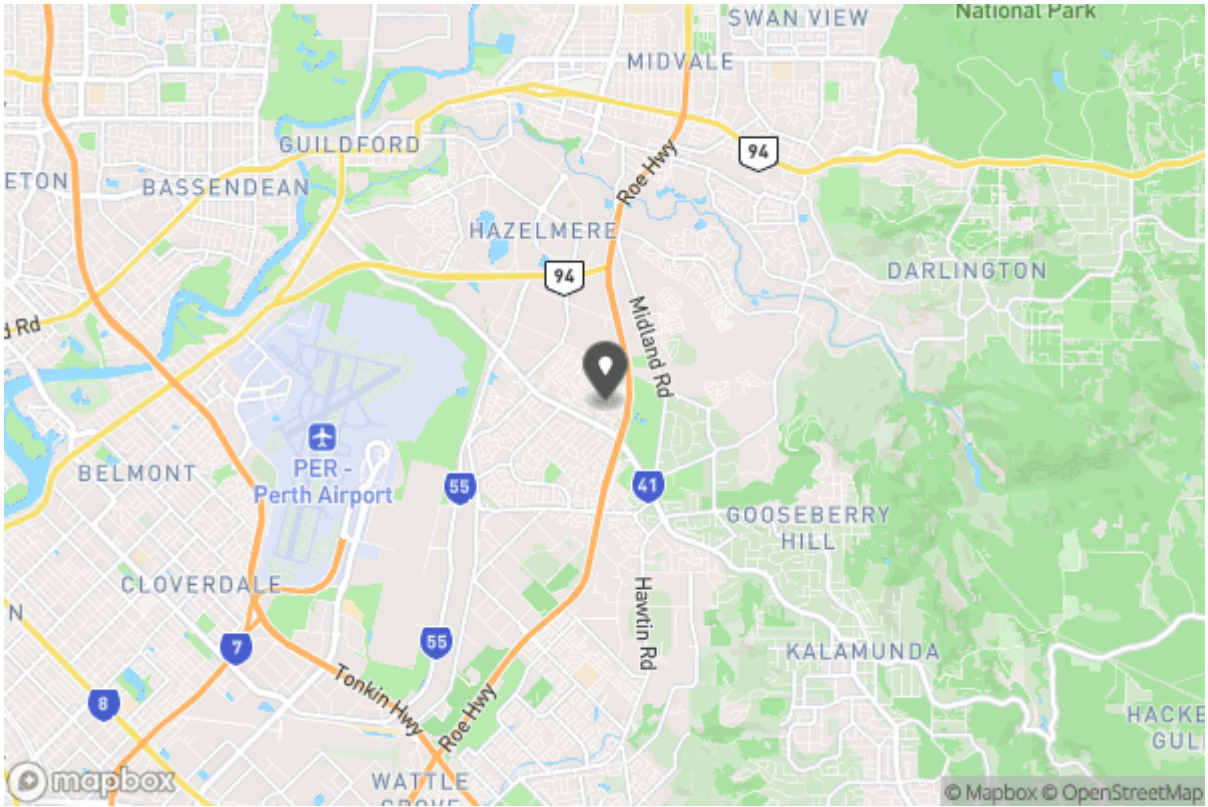 SWAN VIEW
National Park
MIDVALE
94
GUILDFORD
Roe Hwy
ETON
BASSENDEAN
HAZELMERE
94
DARLINGTON
d Rd
Midland Rd
BELMONT
PER -
Perth Airport
55
41
GOOSEBERRY
HILL
CLOVERDALE
N
Hawtin Rd
7
55
KALAMUNDA
Tonkin Hwy
8
Roe Hwy
HACKE
GUL
WATTLE
GROVE
mapbox
© Mapbox © OpenStreetMap